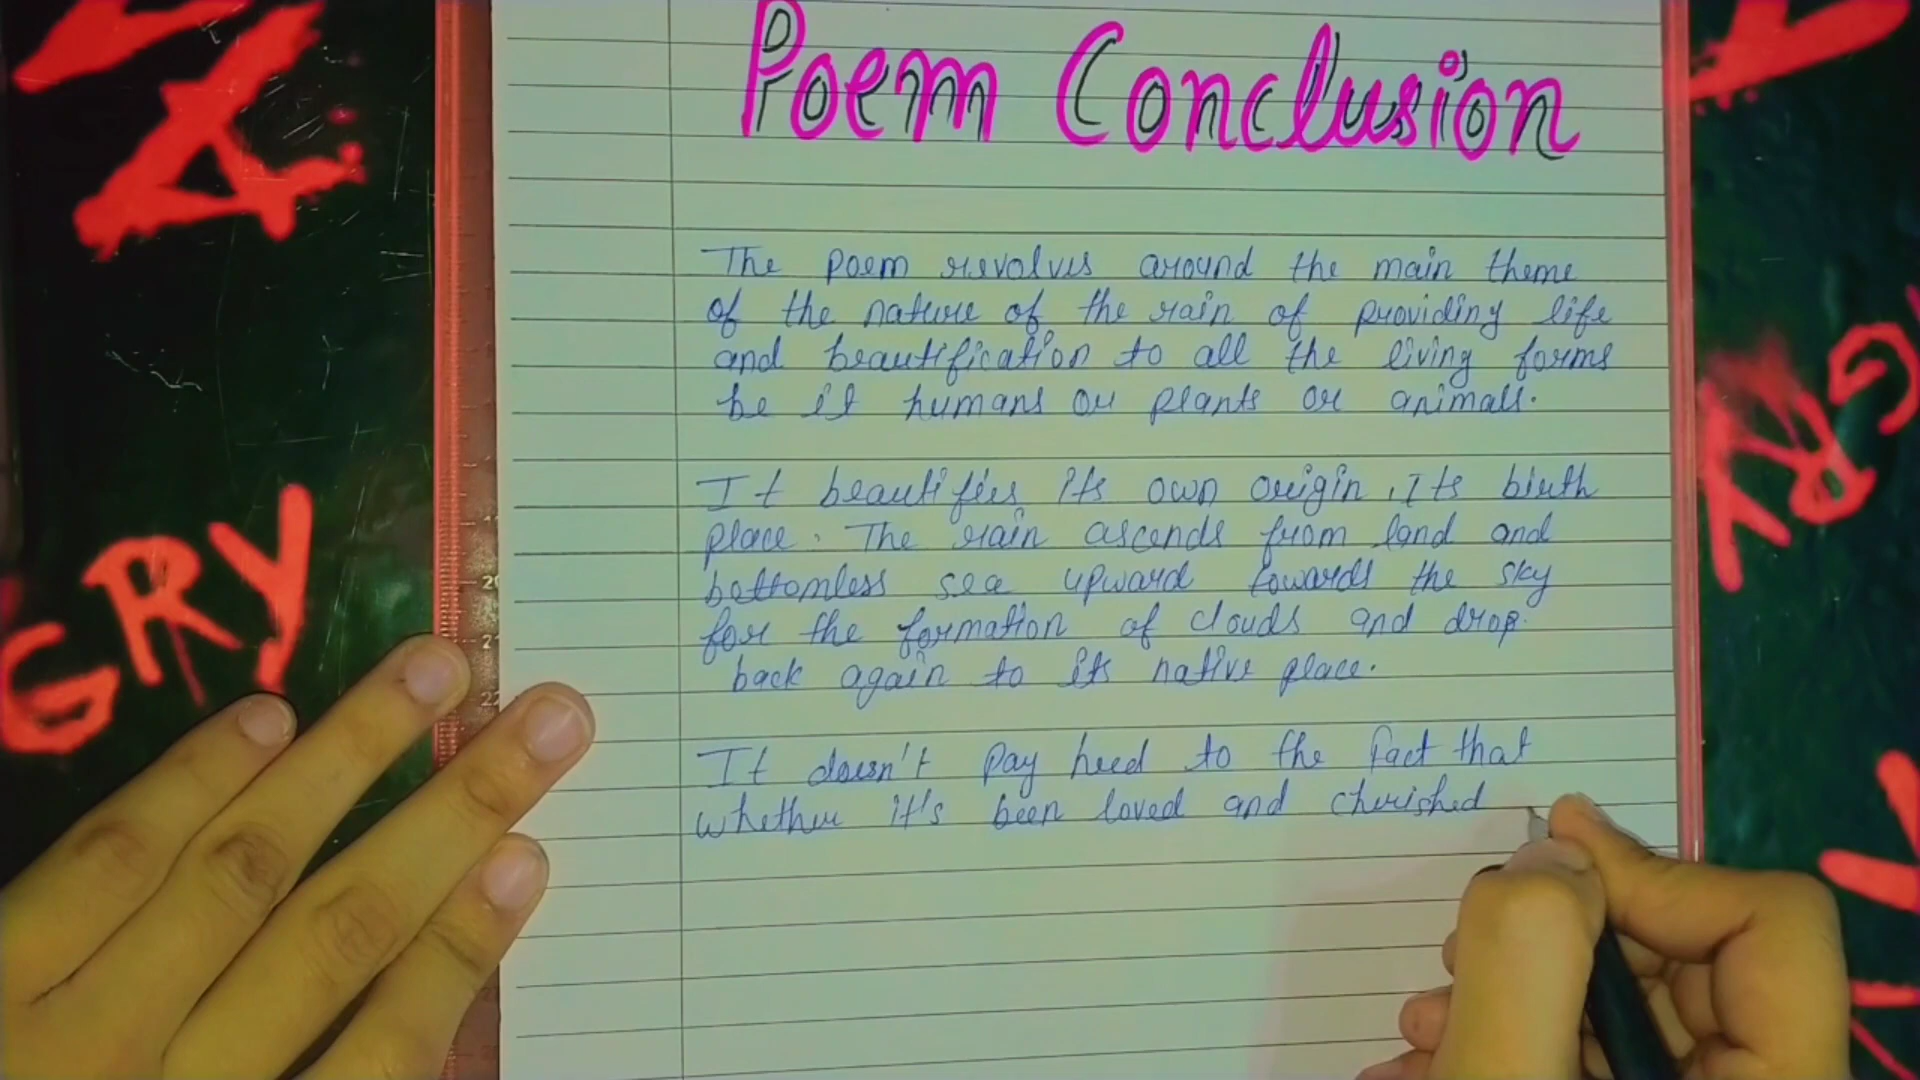 Poem Conclusion
The poem revolves around the main theme
of the nature of the rain of providing life
and beautification to all the living forms
be it humans or plants or animals.
It beautifies its own origin, Its birth
place. The rain ascends from land and
bottomless sea upward towards the sky
for the formation of clouds and drop
back again to its native place.
It doesn't pay heed to the fact that
whether it's been loved and cherished
GRY
20
21
22